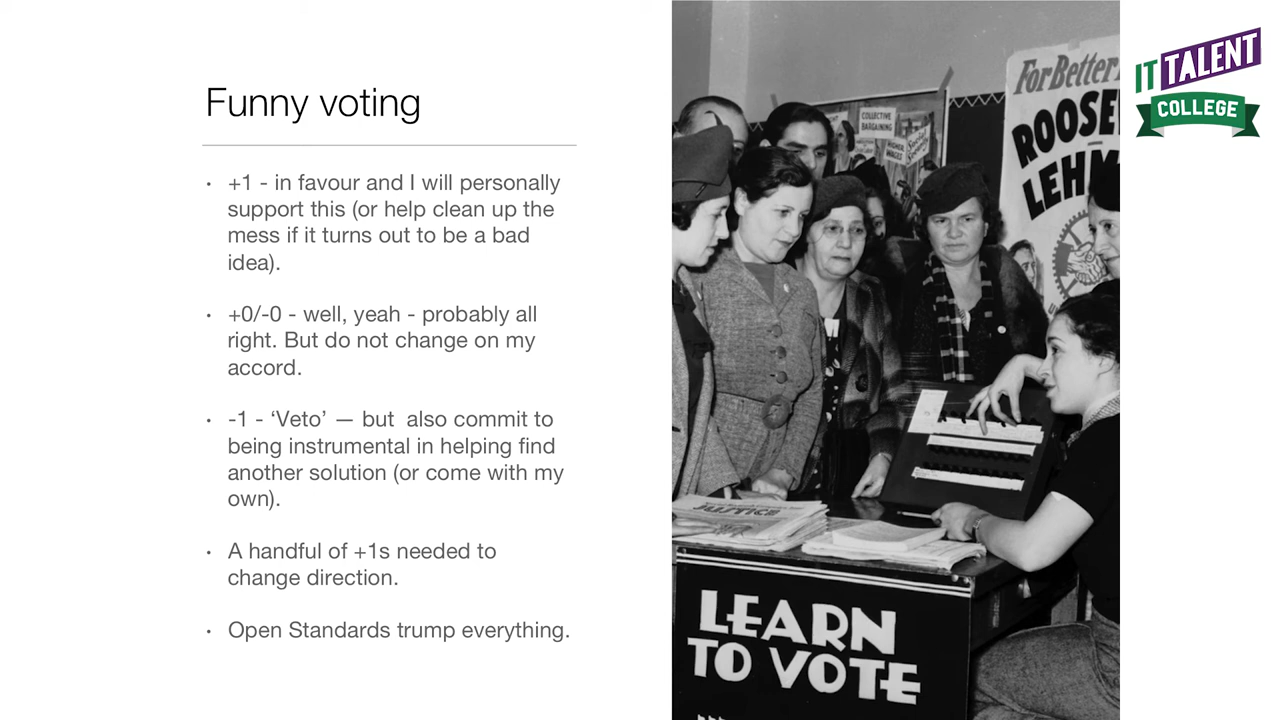 Funny voting
+1 - in favour and I will personally
support this (or help clean up the
mess if it turns out to be a bad
idea).
+0/-0 - well, yeah - probably all
right. But do not change on my
accord.
-1 - ‘Veto’ — but  also commit to
being instrumental in helping find
another solution (or come with my
own).
A handful of +1s needed to
change direction.
Open Standards trump everything.
For Better
ROOSE
LEHM
COLLECTIVE
BARGAINING
HIGHER
WAGES
Social
JUSTICE
LEARN
TO VOTE
IT TALENT
COLLEGE